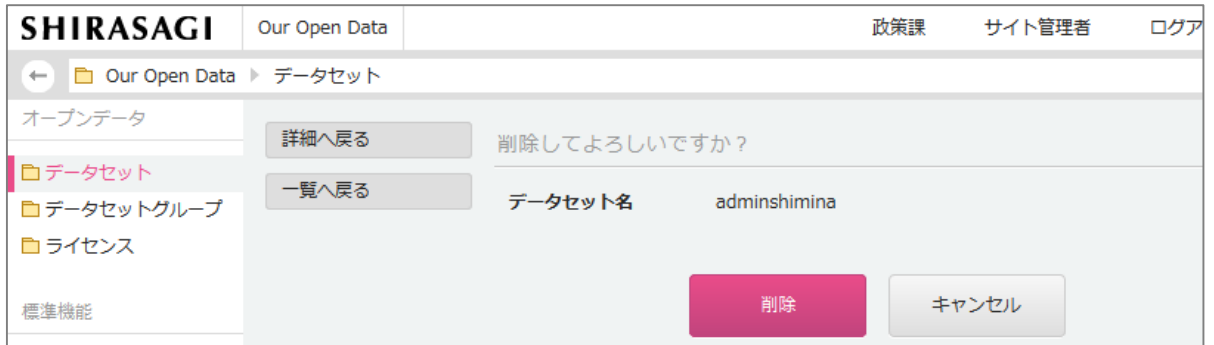 SHIRASAGI Our Open Data 政策課 サイト管理者 ログア
Our Open Data データセット
オープンデータ
データセット
データセットグループ
ライセンス
標準機能
詳細へ戻る
一覧へ戻る
削除してよろしいですか？
データセット名 adminshimina
削除 キャンセル